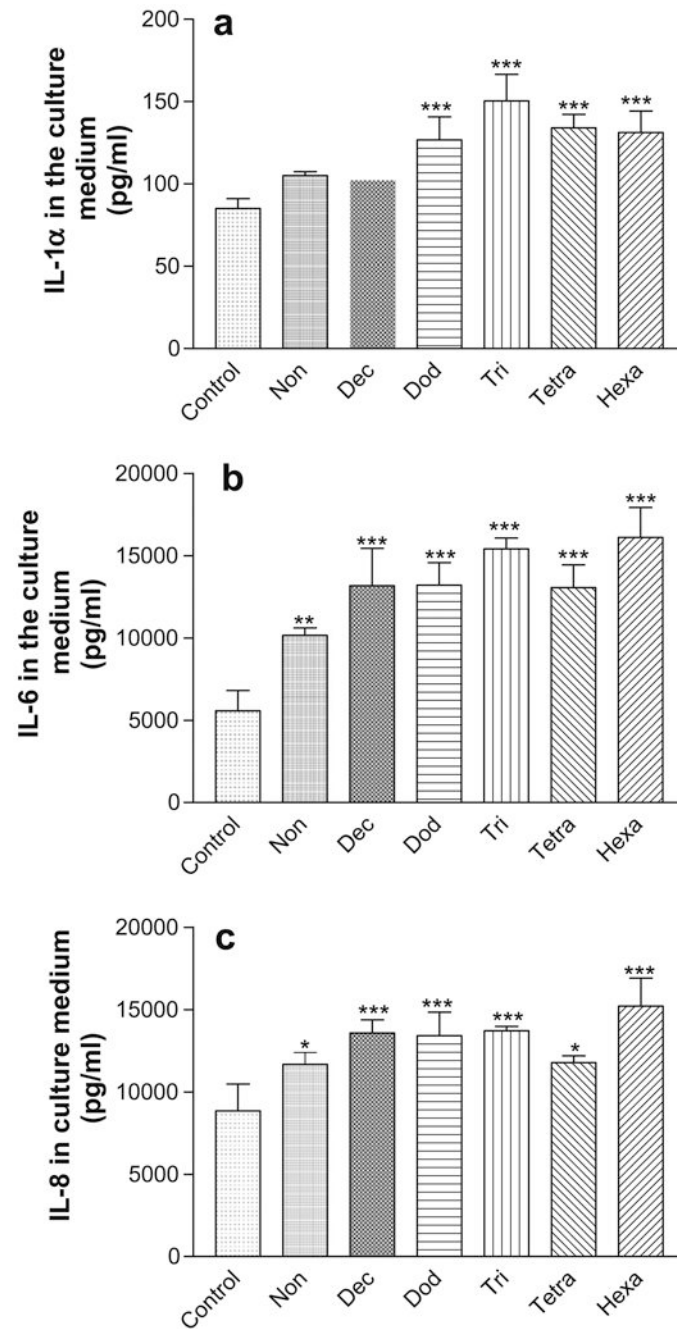 a
IL-1α in the culture
medium
(pg/ml)
200
150
100
50
0
***
***
***
***
Control
Non
Dec
Dod
Tri
Tetra
Hexa
b
IL-6 in the culture
medium
(pg/ml)
20000
15000
10000
5000
0
**
***
***
***
***
***
Control
Non
Dec
Dod
Tri
Tetra
Hexa
c
IL-8 in culture medium
(pg/ml)
20000
15000
10000
5000
0
*
***
***
***
*
***
Control
Non
Dec
Dod
Tri
Tetra
Hexa